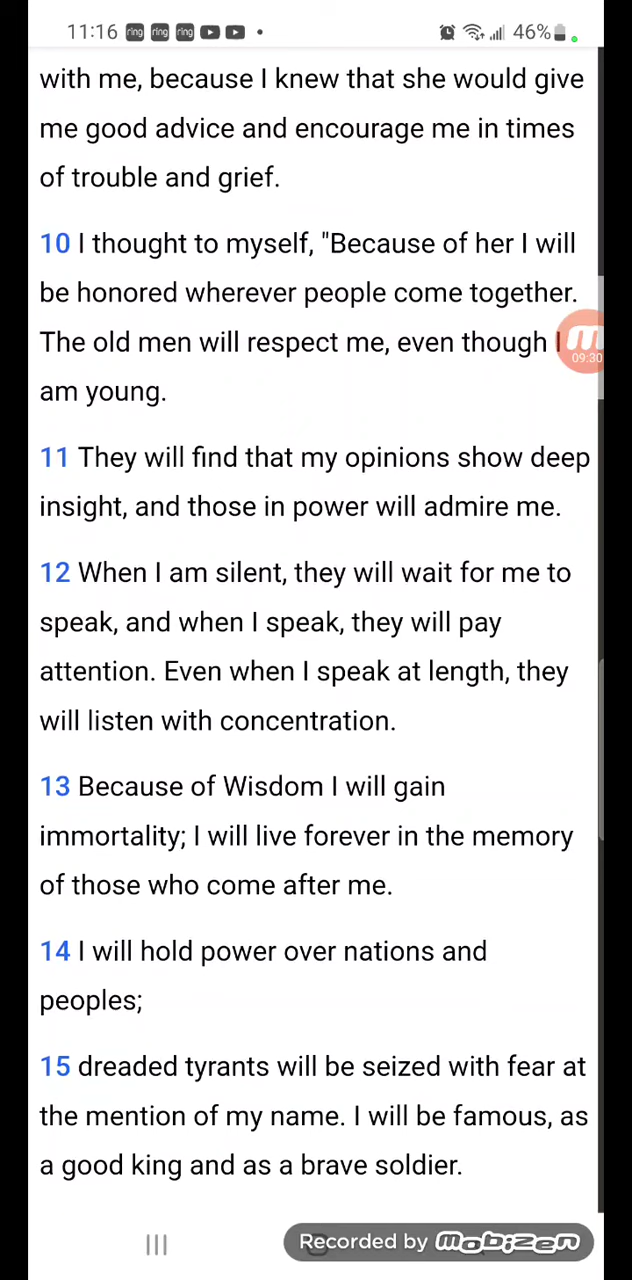 11:16 ring ring ring 46%
with me, because I knew that she would give
me good advice and encourage me in times
of trouble and grief.
10 I thought to myself, "Because of her I will
be honored wherever people come together.
The old men will respect me, even though I
am young.
09:30
11 They will find that my opinions show deep
insight, and those in power will admire me.
12 When I am silent, they will wait for me to
speak, and when I speak, they will pay
attention. Even when I speak at length, they
will listen with concentration.
13 Because of Wisdom I will gain
immortality; I will live forever in the memory
of those who come after me.
14 I will hold power over nations and
peoples;
15 dreaded tyrants will be seized with fear at
the mention of my name. I will be famous, as
a good king and as a brave soldier.
Recorded by mobizen